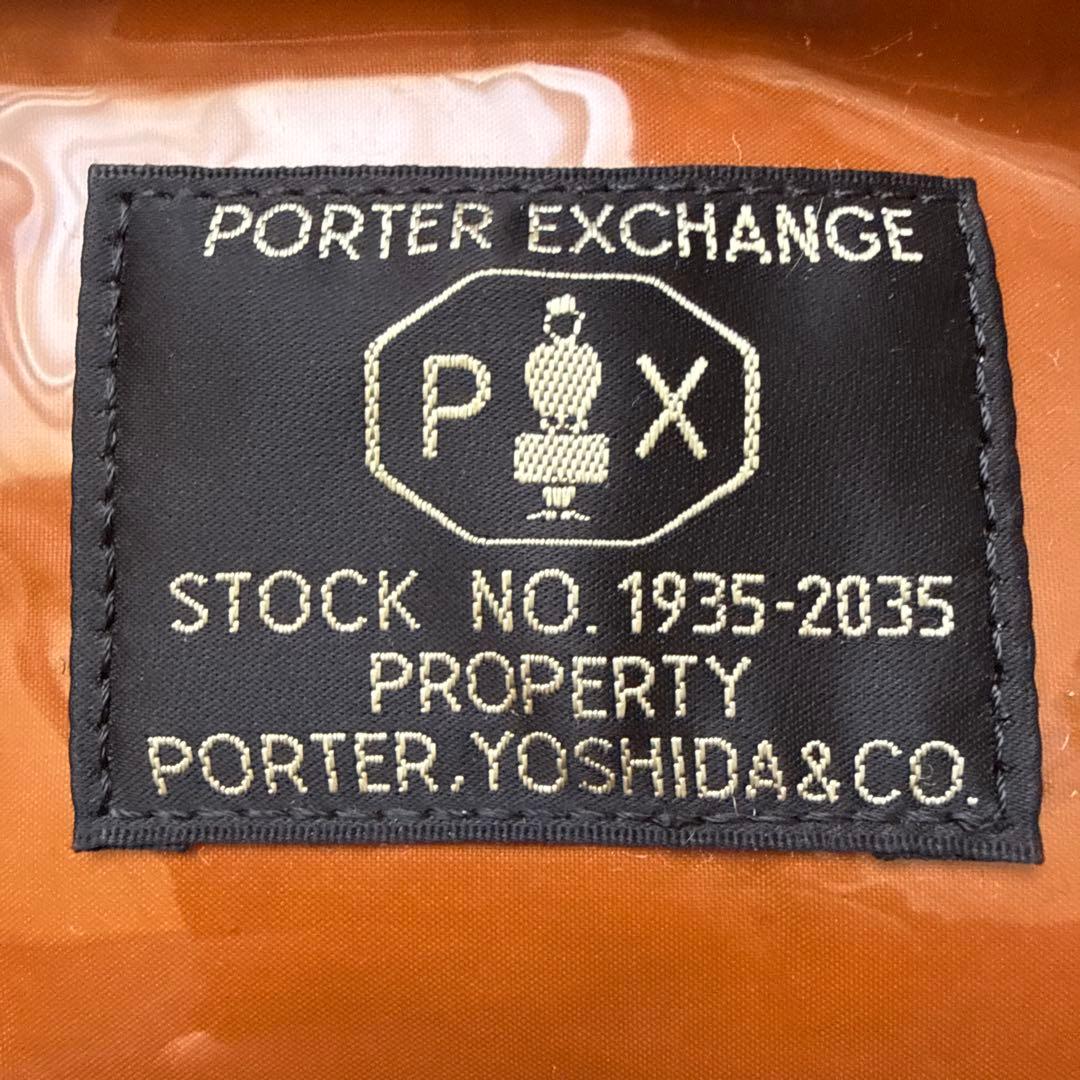 PORTER EXCHANGE
P X
STOCK NO. 1935-2035
PROPERTY
PORTER, YOSHIDA & CO.